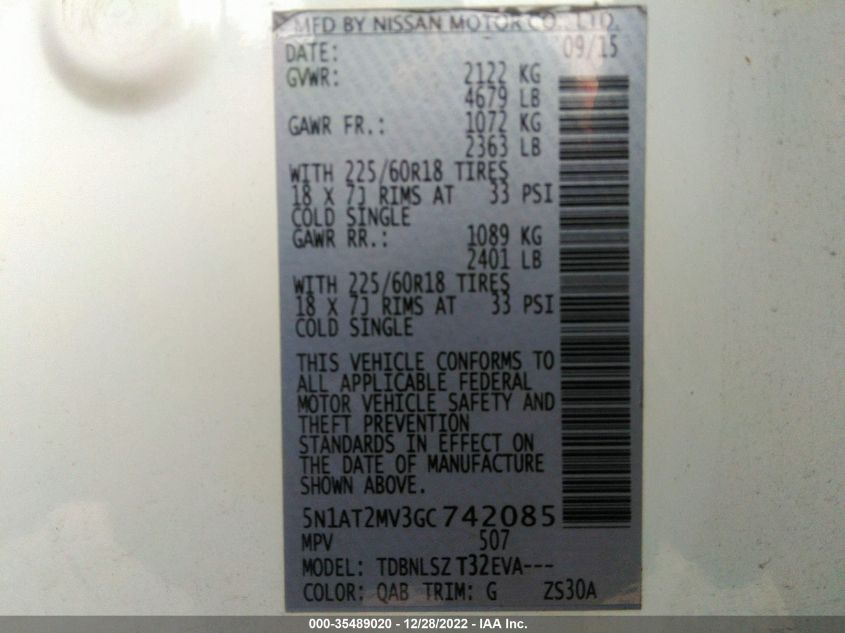 MFD BY NISSAN MOTOR CO., LTD.
DATE: 09/15
GVWR: 2122 KG
4679 LB
GAWR FR.: 1072 KG
2363 LB
WITH 225/60R18 TIRES
18 X 7J RIMS AT 33 PSI
COLD SINGLE
GAWR RR.: 1089 KG
2401 LB
WITH 225/60R18 TIRES
18 X 7J RIMS AT 33 PSI
COLD SINGLE
THIS VEHICLE CONFORMS TO
ALL APPLICABLE FEDERAL
MOTOR VEHICLE SAFETY AND
THEFT PREVENTION
STANDARDS IN EFFECT ON
THE DATE OF MANUFACTURE
SHOWN ABOVE.
5N1AT2MV3GC742085
MPV 507
MODEL: TDBNLSZ T32EVA---
COLOR: QAB TRIM: G ZS30A
000-35489020 - 12/28/2022 - IAA Inc.